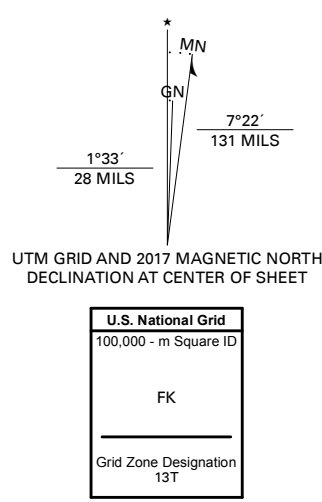 ★
MN
GN
7°22´
131 MILS
1°33´
28 MILS
UTM GRID AND 2017 MAGNETIC NORTH
DECLINATION AT CENTER OF SHEET
U.S. National Grid
100,000 - m Square ID
FK
Grid Zone Designation
13T